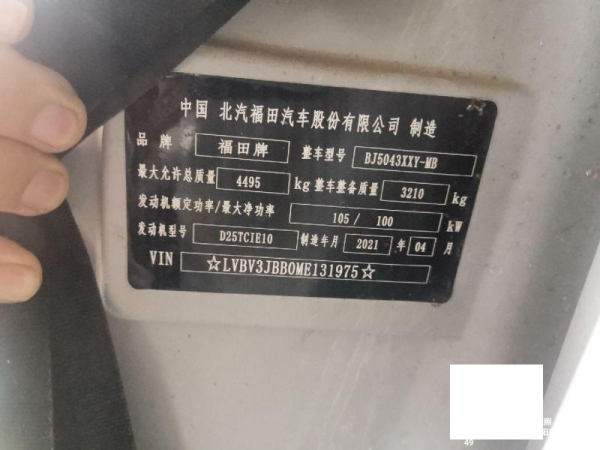 中国 北汽福田汽车股份有限公司 制造
品牌 福田牌 整车型号 BJ5043XXY-MB
最大允许总质量 4495 kg 整车整备质量 3210 kg
发动机额定功率/最大净功率 105 / 100 kW
发动机型号 D25TCIE10 制造年月 2021 年 04 月
VIN ☆LVBV3JBB0ME131975☆
49